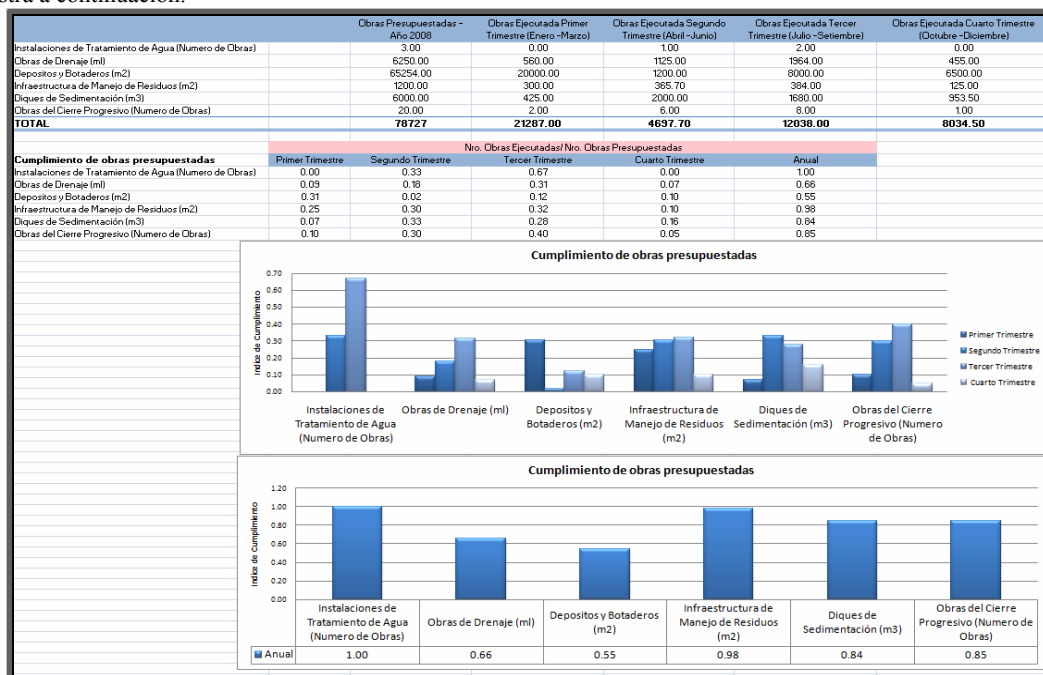 stra a continuación.
Obras Presupuestadas – Año 2008 Obras Ejecutada Primer Trimestre (Enero –Marzo) Obras Ejecutada Segundo Trimestre (Abril –Junio) Obras Ejecutada Tercer Trimestre (Julio –Setiembre) Obras Ejecutada Cuarto Trimestre (Octubre –Diciembre)
Instalaciones de Tratamiento de Agua (Numero de Obras) 3.00 0.00 1.00 2.00 0.00
Obras de Drenaje (ml) 6250.00 560.00 1125.00 1964.00 455.00
Depositos y Botaderos (m2) 65254.00 20000.00 1200.00 8000.00 6500.00
Infraestructura de Manejo de Residuos (m2) 1200.00 300.00 365.70 384.00 125.00
Diques de Sedimentación (m3) 6000.00 425.00 2000.00 1680.00 953.50
Obras del Cierre Progresivo (Numero de Obras) 20.00 2.00 6.00 8.00 1.00
TOTAL 78727 21287.00 4697.70 12038.00 8034.50
Nro. Obras Ejecutadas/ Nro. Obras Presupuestadas
Cumplimiento de obras presupuestadas Primer Trimestre Segundo Trimestre Tercer Trimestre Cuarto Trimestre Anual
Instalaciones de Tratamiento de Agua (Numero de Obras) 0.00 0.33 0.67 0.00 1.00
Obras de Drenaje (ml) 0.09 0.18 0.31 0.07 0.66
Depositos y Botaderos (m2) 0.31 0.02 0.12 0.10 0.55
Infraestructura de Manejo de Residuos (m2) 0.25 0.30 0.32 0.10 0.98
Diques de Sedimentación (m3) 0.07 0.33 0.28 0.16 0.84
Obras del Cierre Progresivo (Numero de Obras) 0.10 0.30 0.40 0.05 0.85
Cumplimiento de obras presupuestadas
Indice de Cumplimiento
0.70
0.60
0.50
0.40
0.30
0.20
0.10
0.00
Instalaciones de Tratamiento de Agua (Numero de Obras)
Obras de Drenaje (ml)
Depositos y Botaderos (m2)
Infraestructura de Manejo de Residuos (m2)
Diques de Sedimentación (m3)
Obras del Cierre Progresivo (Numero de Obras)
Primer Trimestre
Segundo Trimestre
Tercer Trimestre
Cuarto Trimestre
Cumplimiento de obras presupuestadas
Indice de Cumplimiento
1.20
1.00
0.80
0.60
0.40
0.20
0.00
Instalaciones de Tratamiento de Agua (Numero de Obras)
Obras de Drenaje (ml)
Depositos y Botaderos (m2)
Infraestructura de Manejo de Residuos (m2)
Diques de Sedimentación (m3)
Obras del Cierre Progresivo (Numero de Obras)
Anual 1.00 0.66 0.55 0.98 0.84 0.85